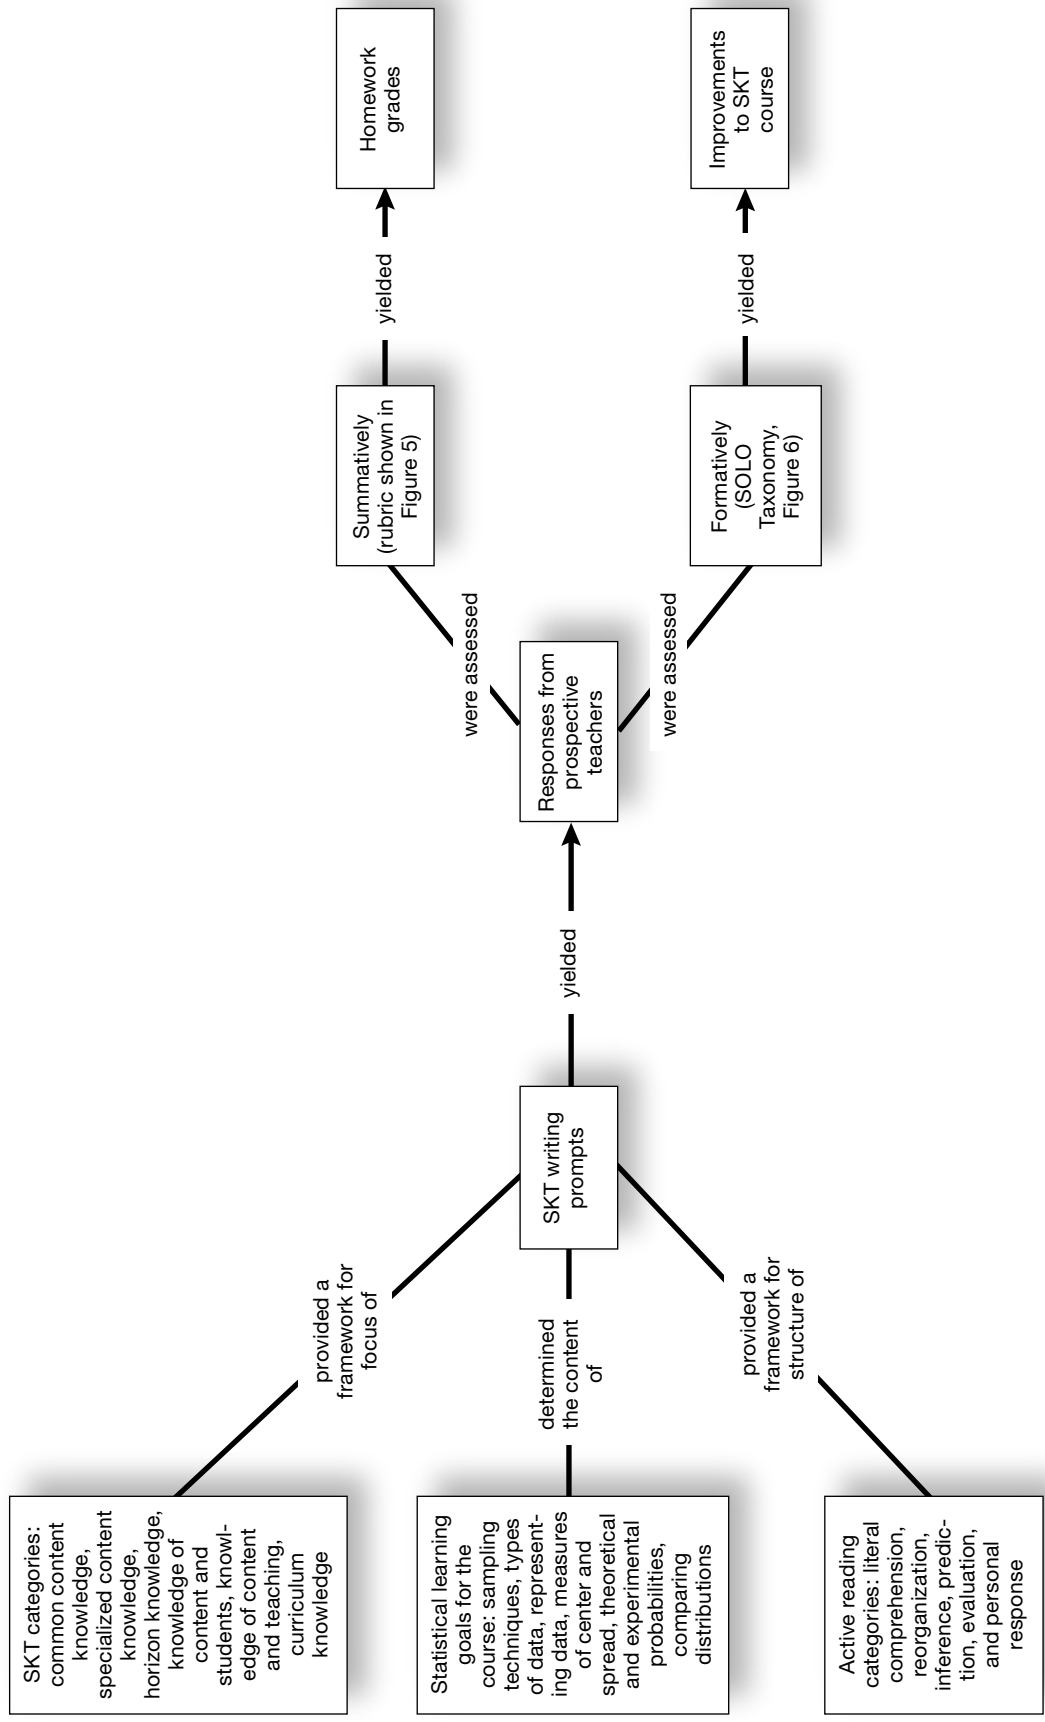 SKT categories:
common content
knowledge,
specialized content
knowledge,
horizon knowledge,
knowledge of
content and
students, knowl-
edge of content
and teaching,
curriculum
knowledge
Statistical learning
goals for the
course: sampling
techniques, types
of data, represent-
ing data, measures
of center and
spread, theoretical
and experimental
probabilities,
comparing
distributions
Active reading
categories: literal
comprehension,
reorganization,
inference, predic-
tion, evaluation,
and personal
response
provided a
framework for
focus of
determined
the content
of
provided a
framework for
structure of
SKT writing
prompts
yielded
Responses from
prospective
teachers
were assessed
were assessed
Summatively
(rubric shown in
Figure 5)
Formatively
(SOLO
Taxonomy,
Figure 6)
yielded
yielded
Homework
grades
Improvements
to SKT
course